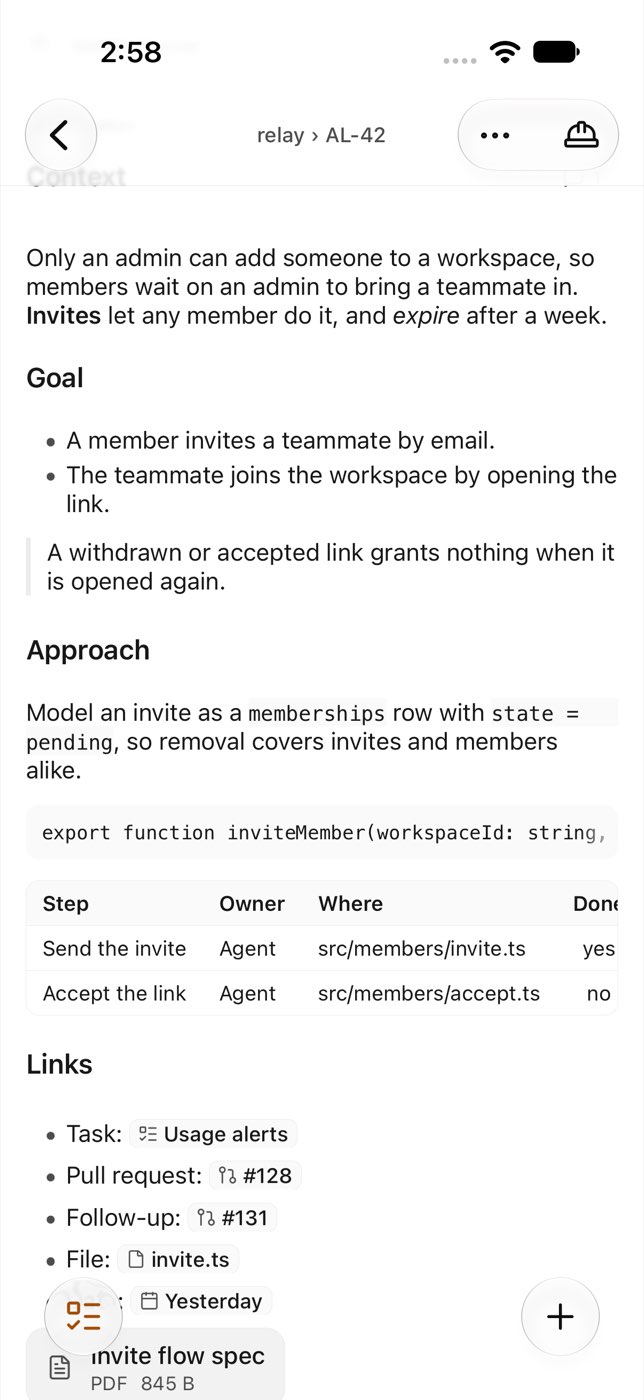 2:58
relay › AL-42
Context
Only an admin can add someone to a workspace, so
members wait on an admin to bring a teammate in.
Invites let any member do it, and expire after a week.
Goal
• A member invites a teammate by email.
• The teammate joins the workspace by opening the
link.
A withdrawn or accepted link grants nothing when it
is opened again.
Approach
Model an invite as a memberships row with state =
pending, so removal covers invites and members
alike.
export function inviteMember(workspaceId: string,
Step Owner Where Done
Send the invite Agent src/members/invite.ts yes
Accept the link Agent src/members/accept.ts no
Links
• Task: Usage alerts
• Pull request: #128
• Follow-up: #131
• File: invite.ts
: Yesterday
Invite flow spec
PDF 845 B